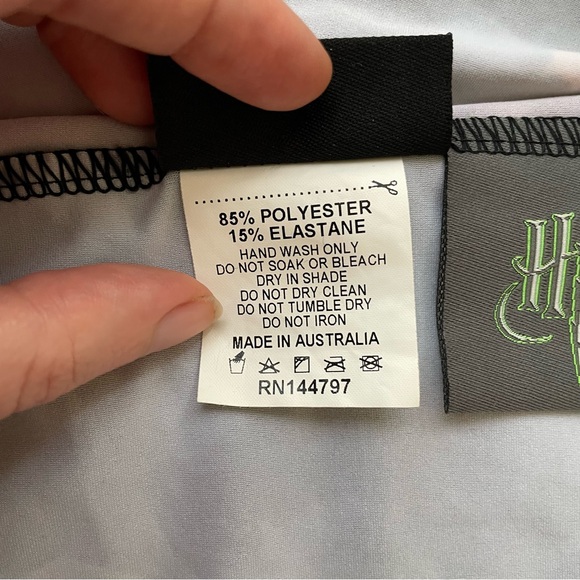 85% POLYESTER
15% ELASTANE
HAND WASH ONLY
DO NOT SOAK OR BLEACH
DRY IN SHADE
DO NOT DRY CLEAN
DO NOT TUMBLE DRY
DO NOT IRON
MADE IN AUSTRALIA
RN144797